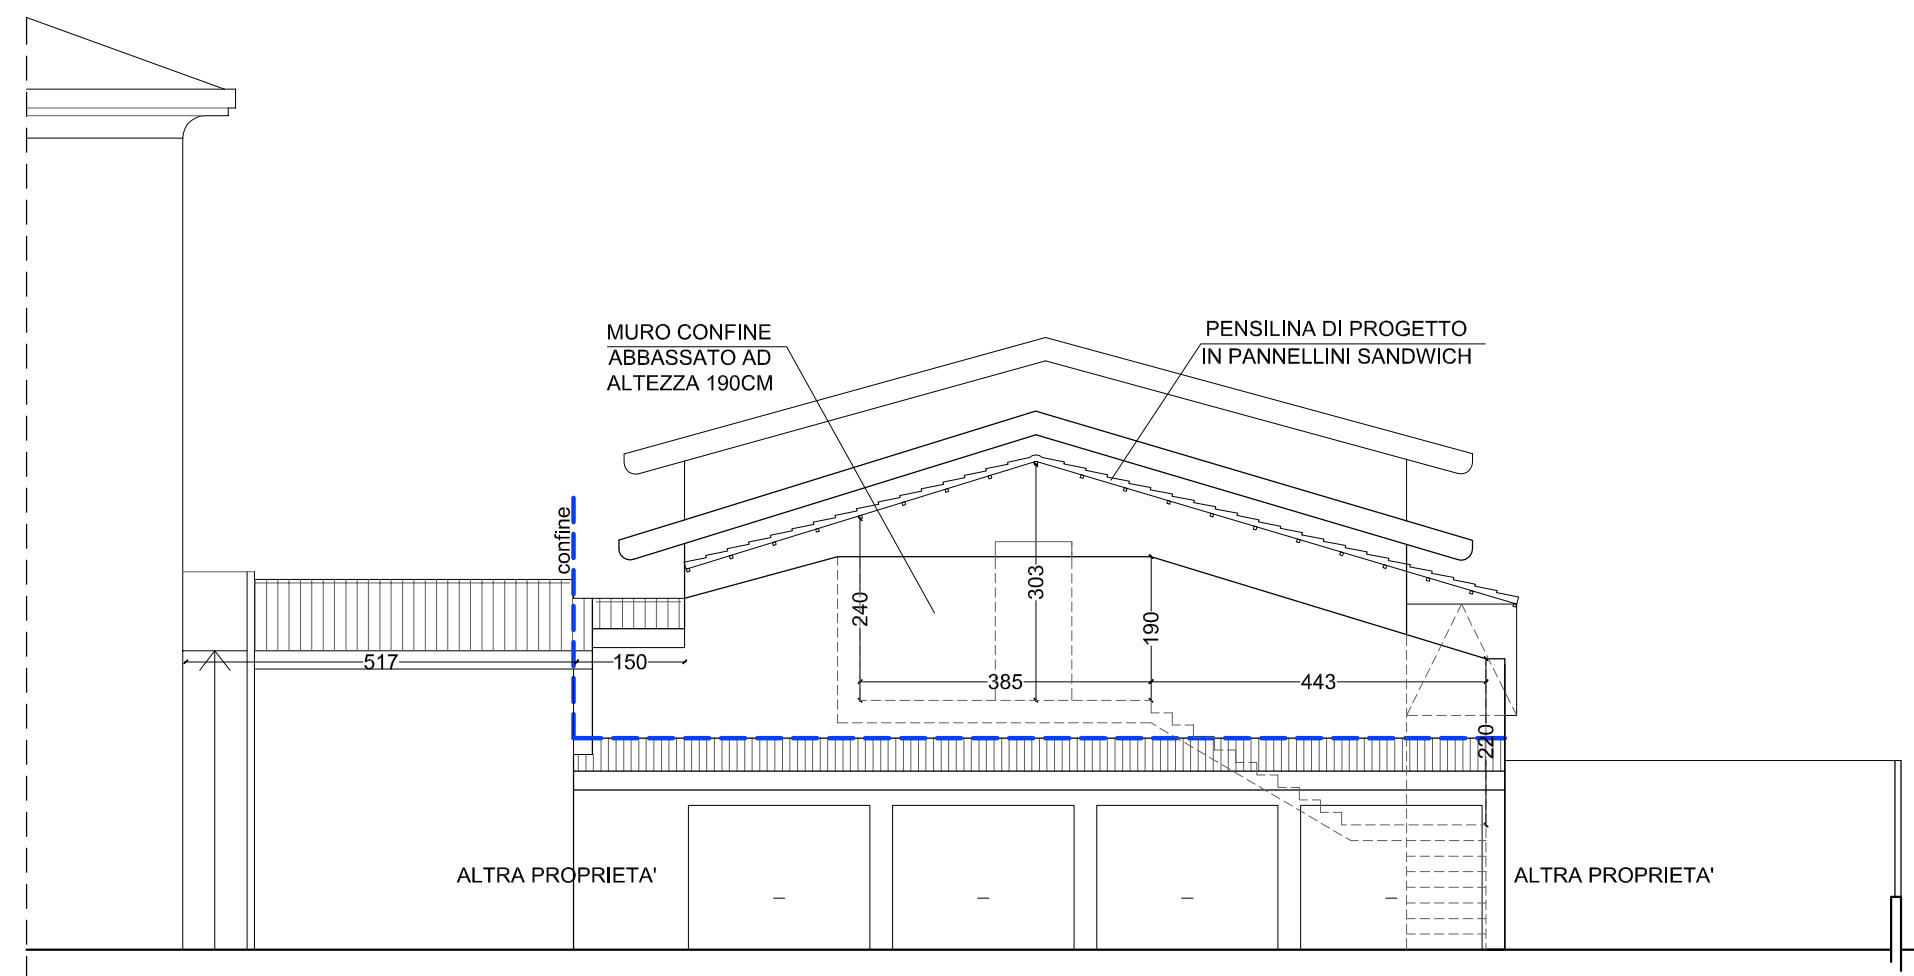 MURO CONFINE
ABBASSATO AD
ALTEZZA 190CM
PENSILINA DI PROGETTO
IN PANNELLINI SANDWICH
confine
240
303
190
517
150
385
443
220
ALTRA PROPRIETA'
ALTRA PROPRIETA'